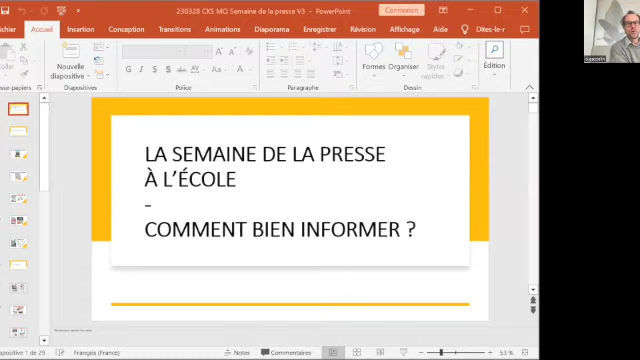 230328 CKS MQ Semaine de la presse V3 - PowerPoint
Connexion
Fichier Accueil Insertion Conception Transitions Animations Diaporama Enregistrer Révision Affichage Aide Dites-le-r
Coller
Nouvelle
diapositive
G I S
Formes Organiser Styles
rapides
Édition
Presse-papiers Diapositives Police Paragraphe Dessin
LA SEMAINE DE LA PRESSE
À L'ÉCOLE
-
COMMENT BIEN INFORMER ?
Diapositive 1 de 29 Français (France) Notes Commentaires 53 %